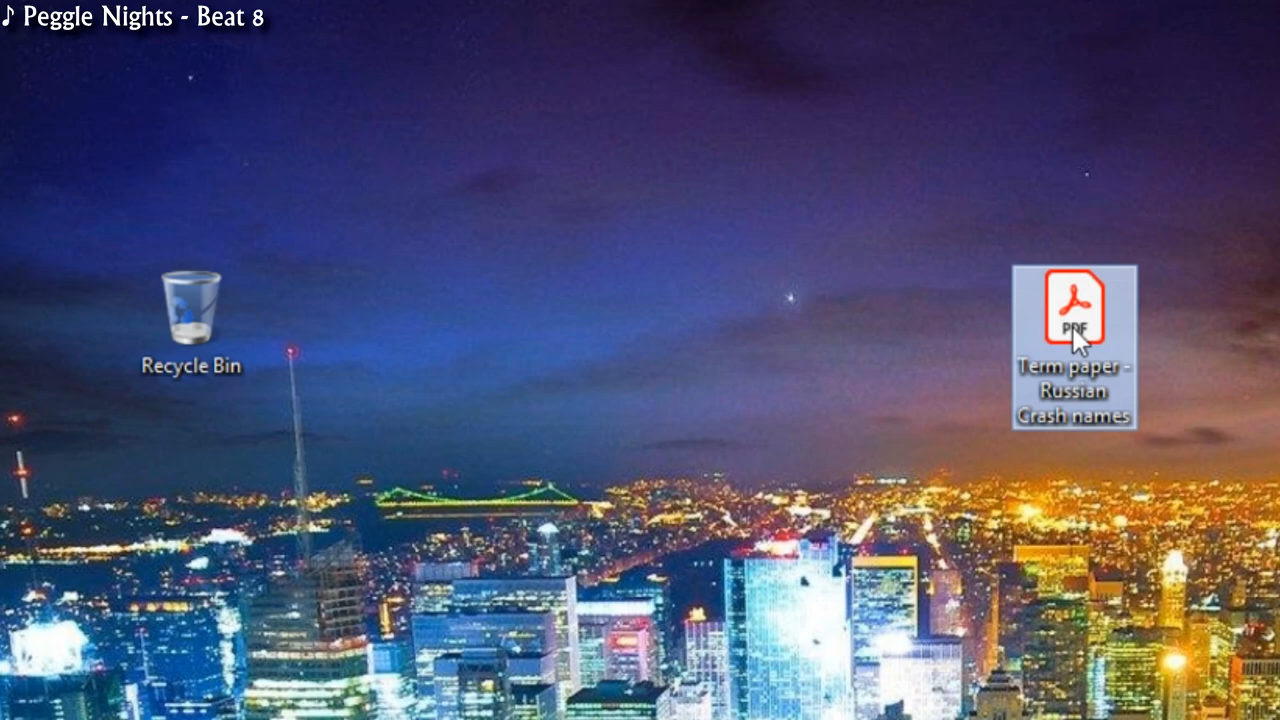 ♪ Peggle Nights - Beat 8
Recycle Bin
PDF
Term paper -
Russian
Crash names